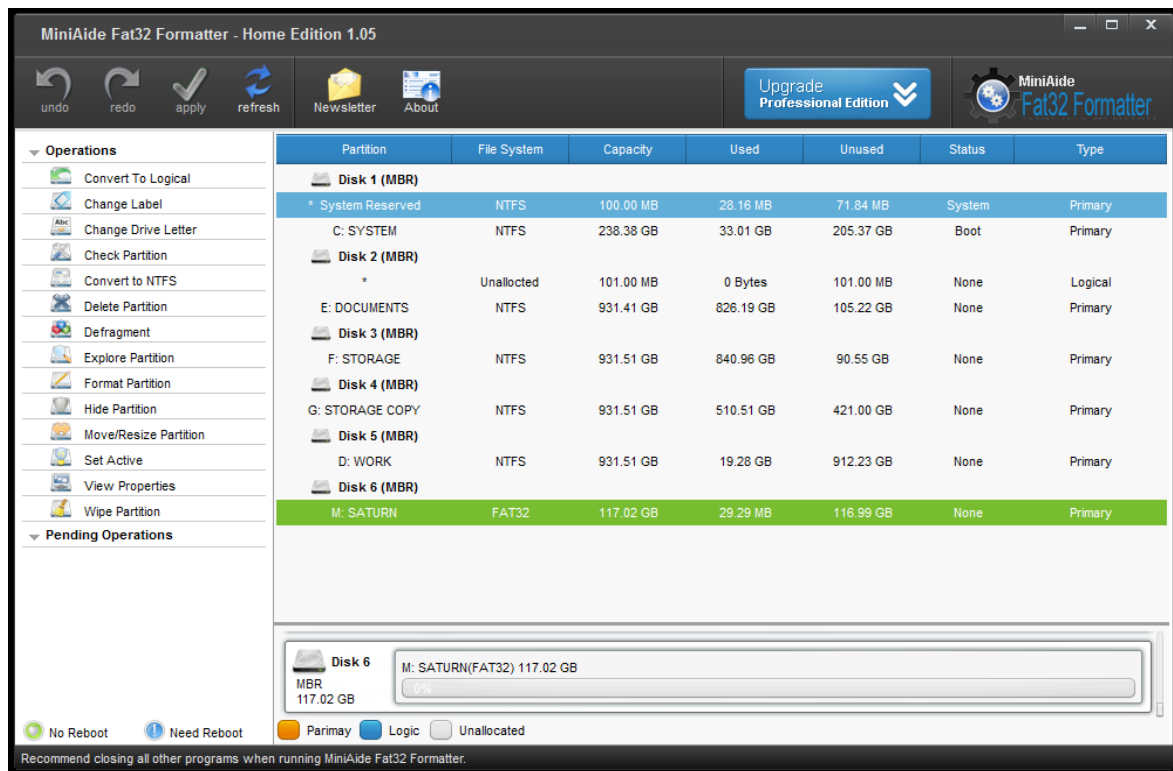 MiniAide Fat32 Formatter - Home Edition 1.05
undo redo apply refresh Newsletter About
Upgrade
Professional Edition
MiniAide
Fat32 Formatter
Operations
Convert To Logical
Change Label
Abc
Change Drive Letter
Check Partition
Convert to NTFS
Delete Partition
Defragment
Explore Partition
Format Partition
Hide Partition
Move/Resize Partition
Set Active
View Properties
Wipe Partition
Pending Operations
No Reboot Need Reboot
Partition File System Capacity Used Unused Status Type
Disk 1 (MBR)
* System Reserved NTFS 100.00 MB 28.16 MB 71.84 MB System Primary
C: SYSTEM NTFS 238.38 GB 33.01 GB 205.37 GB Boot Primary
Disk 2 (MBR)
* Unallocted 101.00 MB 0 Bytes 101.00 MB None Logical
E: DOCUMENTS NTFS 931.41 GB 826.19 GB 105.22 GB None Primary
Disk 3 (MBR)
F: STORAGE NTFS 931.51 GB 840.96 GB 90.55 GB None Primary
Disk 4 (MBR)
G: STORAGE COPY NTFS 931.51 GB 510.51 GB 421.00 GB None Primary
Disk 5 (MBR)
D: WORK NTFS 931.51 GB 19.28 GB 912.23 GB None Primary
Disk 6 (MBR)
M: SATURN FAT32 117.02 GB 29.29 MB 116.99 GB None Primary
Disk 6
MBR
117.02 GB
M: SATURN(FAT32) 117.02 GB
0%
Parimay Logic Unallocated
Recommend closing all other programs when running MiniAide Fat32 Formatter.